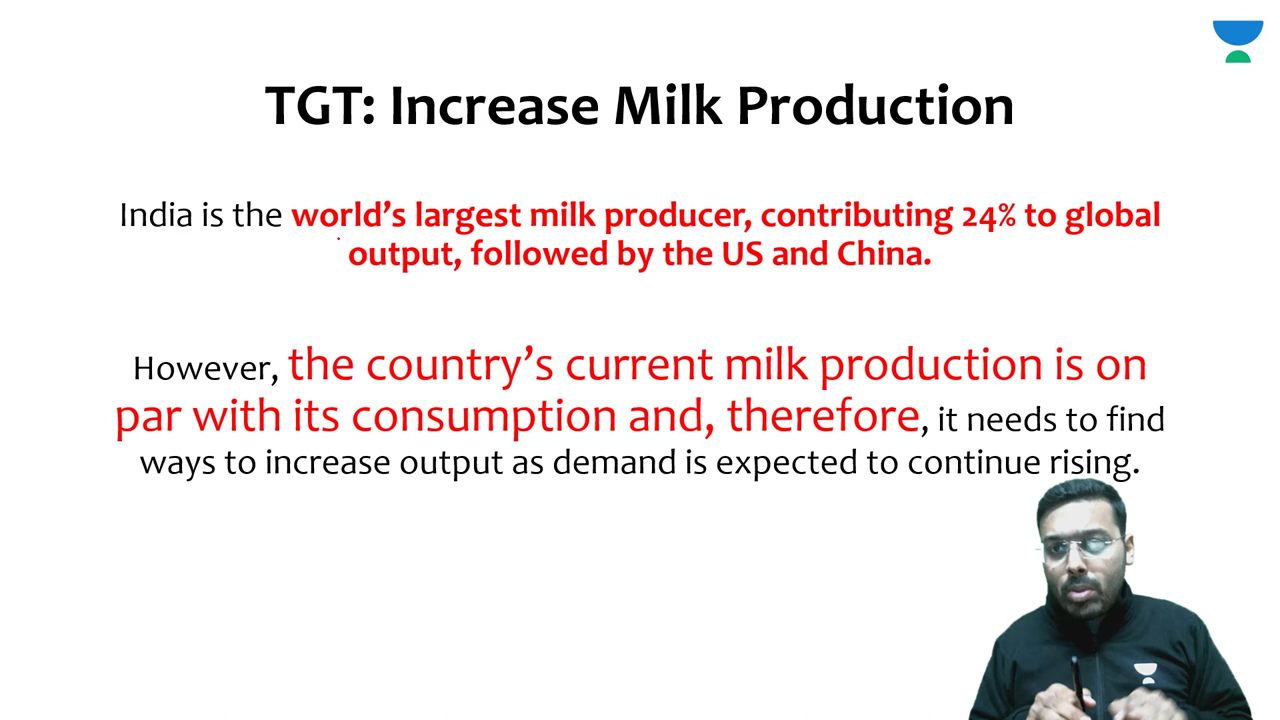 TGT: Increase Milk Production
India is the world's largest milk producer, contributing 24% to global
output, followed by the US and China.
However, the country's current milk production is on
par with its consumption and, therefore, it needs to find
ways to increase output as demand is expected to continue rising.